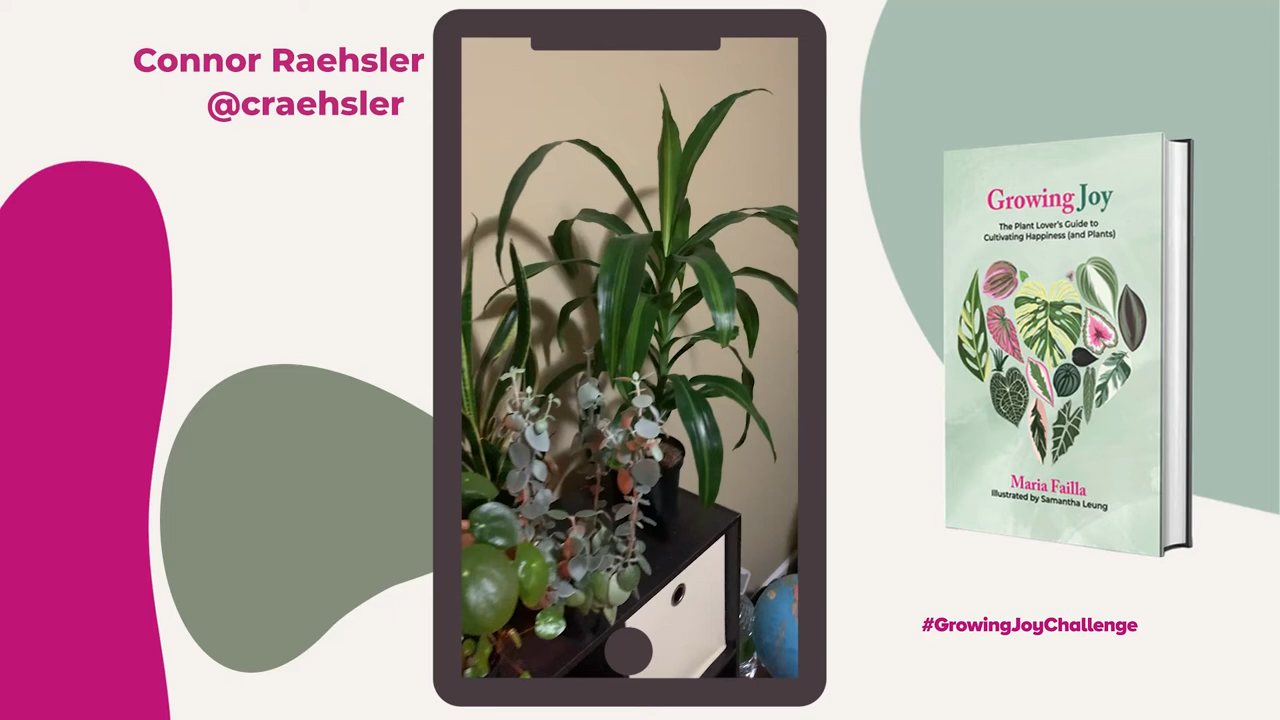 Connor Raehsler
@craehsler
Growing Joy
The Plant Lover's Guide to
Cultivating Happiness (and Plants)
Maria Failla
Illustrated by Samantha Leung
#GrowingJoyChallenge